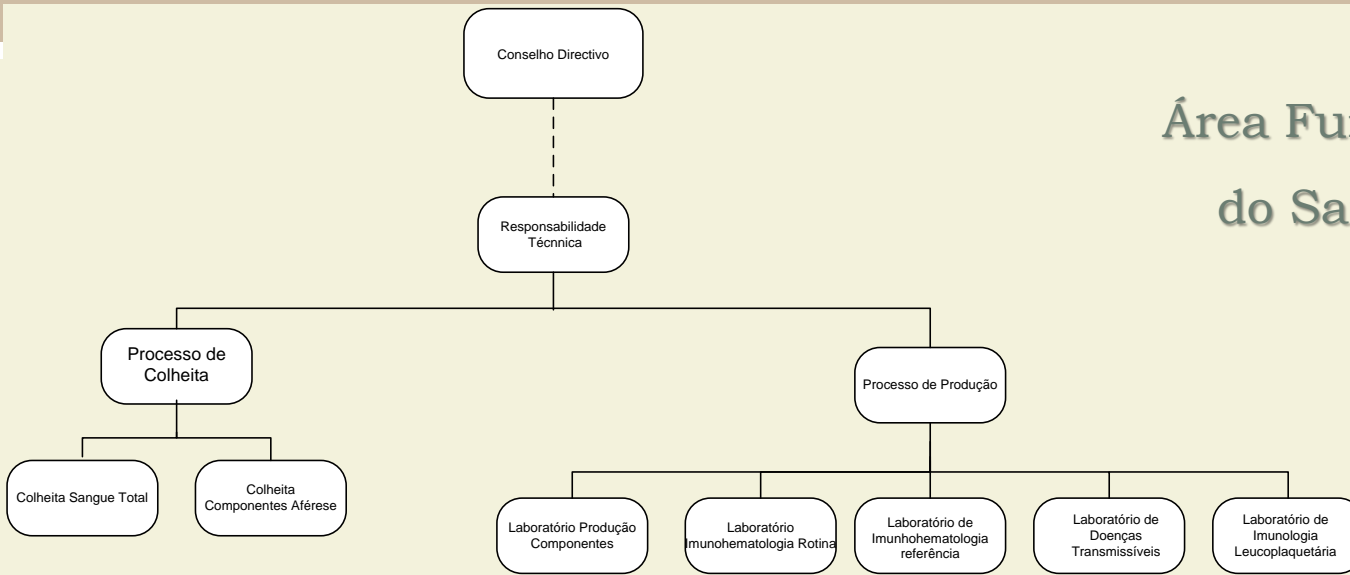 Conselho Directivo
Área Fu
do Sa
Responsabilidade
Técnnica
Processo de
Colheita
Processo de Produção
Colheita Sangue Total
Colheita
Componentes Aférese
Laboratório Produção
Componentes
Laboratório
Imunohematologia Rotina
Laboratório de
Imunhohematologia
referência
Laboratório de
Doenças
Transmissíveis
Laboratório de
Imunologia
Leucoplaquetária